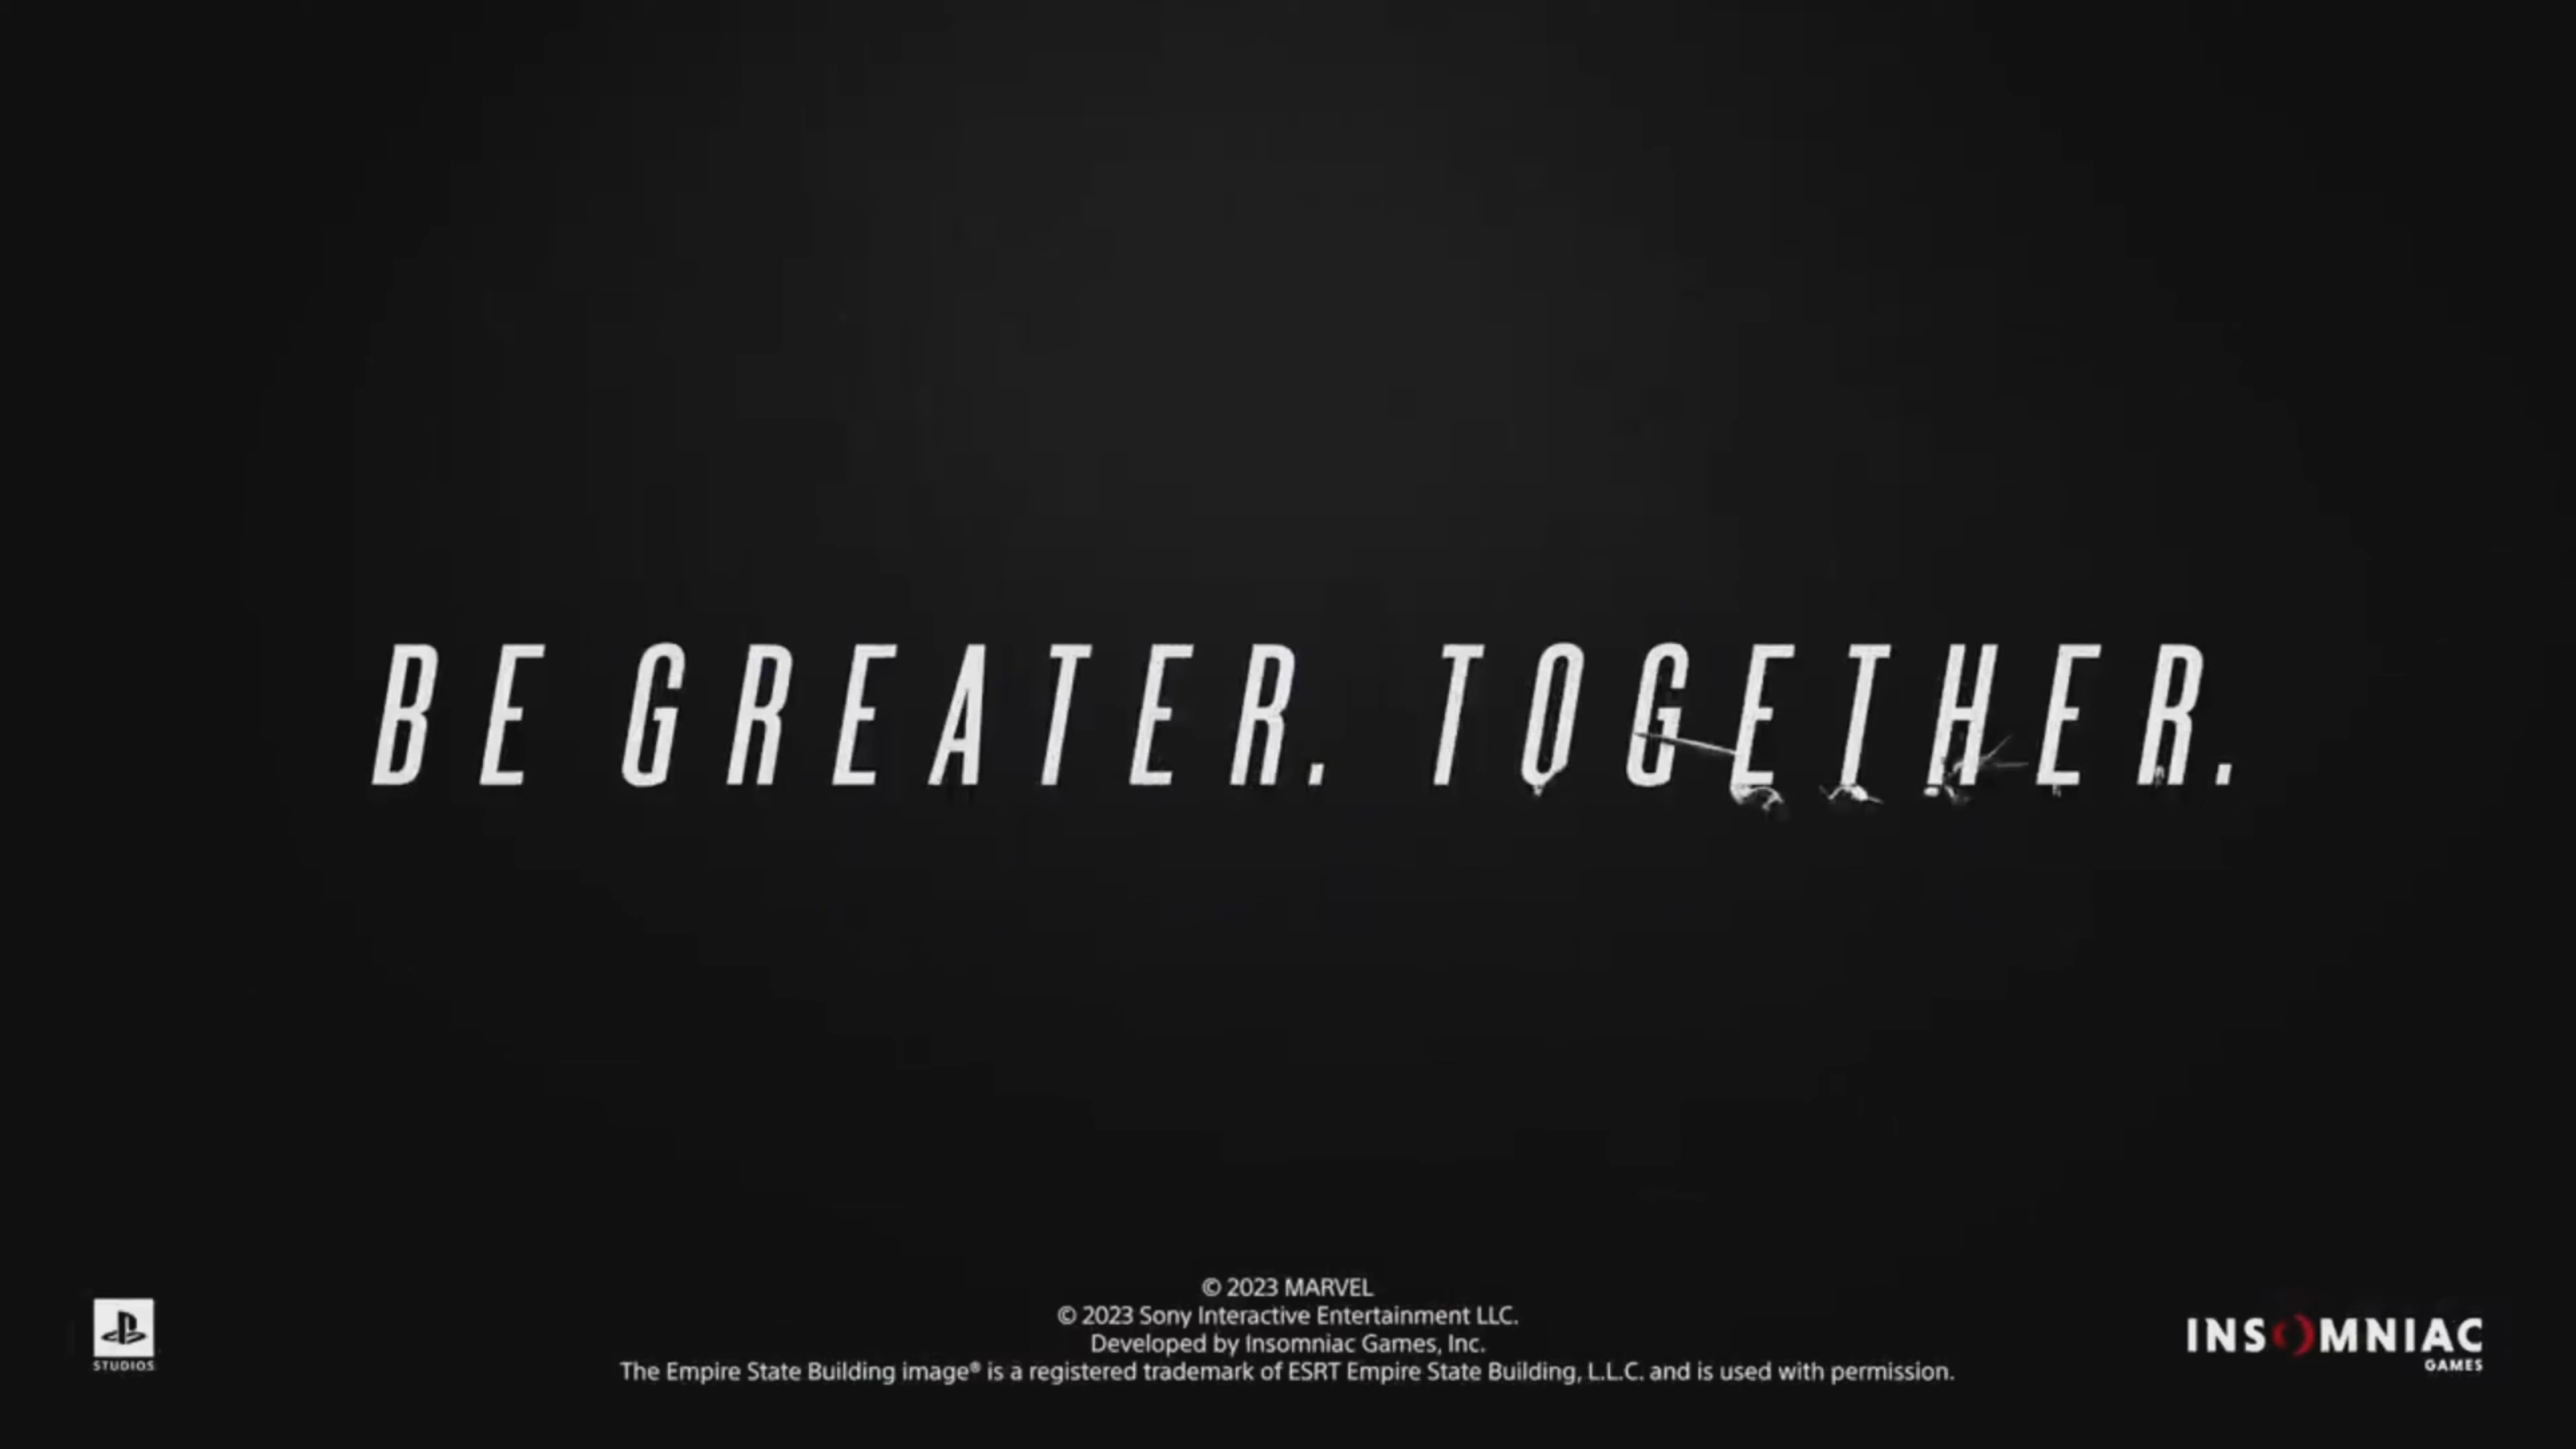 BE GREATER. TOGETHER.
© 2023 MARVEL
© 2023 Sony Interactive Entertainment LLC.
Developed by Insomniac Games, Inc.
The Empire State Building image® is a registered trademark of ESRT Empire State Building, L.L.C. and is used with permission.
STUDIOS
INSOMNIAC
GAMES